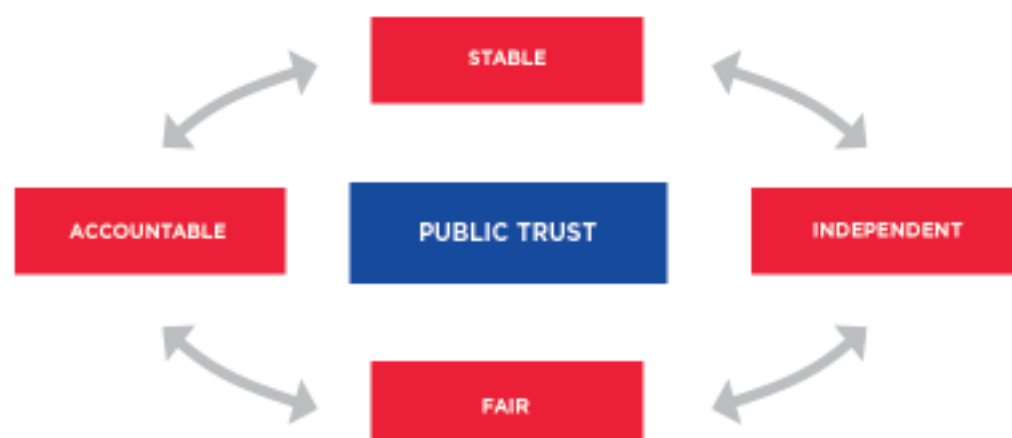 STABLE
ACCOUNTABLE
PUBLIC TRUST
INDEPENDENT
FAIR